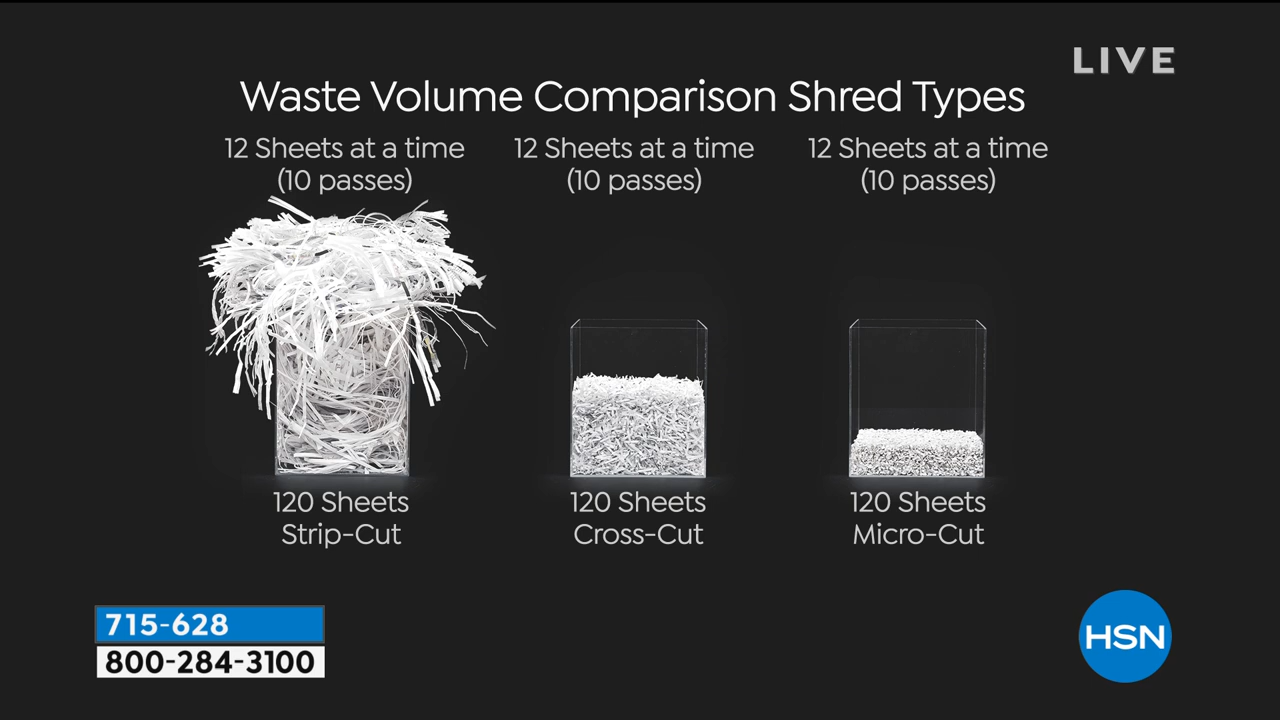 LIVE
Waste Volume Comparison Shred Types
12 Sheets at a time
(10 passes)
12 Sheets at a time
(10 passes)
12 Sheets at a time
(10 passes)
120 Sheets
Strip-Cut
120 Sheets
Cross-Cut
120 Sheets
Micro-Cut
715-628
800-284-3100
HSN